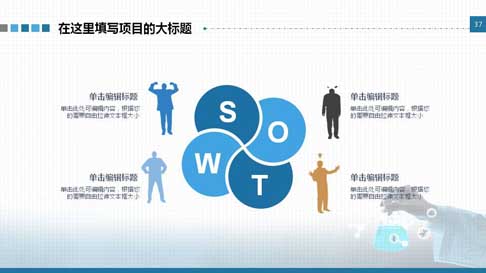 在这里填写项目的大标题
37
单击编辑标题
单击此处可编辑内容，根据您
的需要自由拉伸文本框大小
单击编辑标题
单击此处可编辑内容，根据您
的需要自由拉伸文本框大小
S
O
W
T
单击编辑标题
单击此处可编辑内容，根据您
的需要自由拉伸文本框大小
单击编辑标题
单击此处可编辑内容，根据您
的需要自由拉伸文本框大小